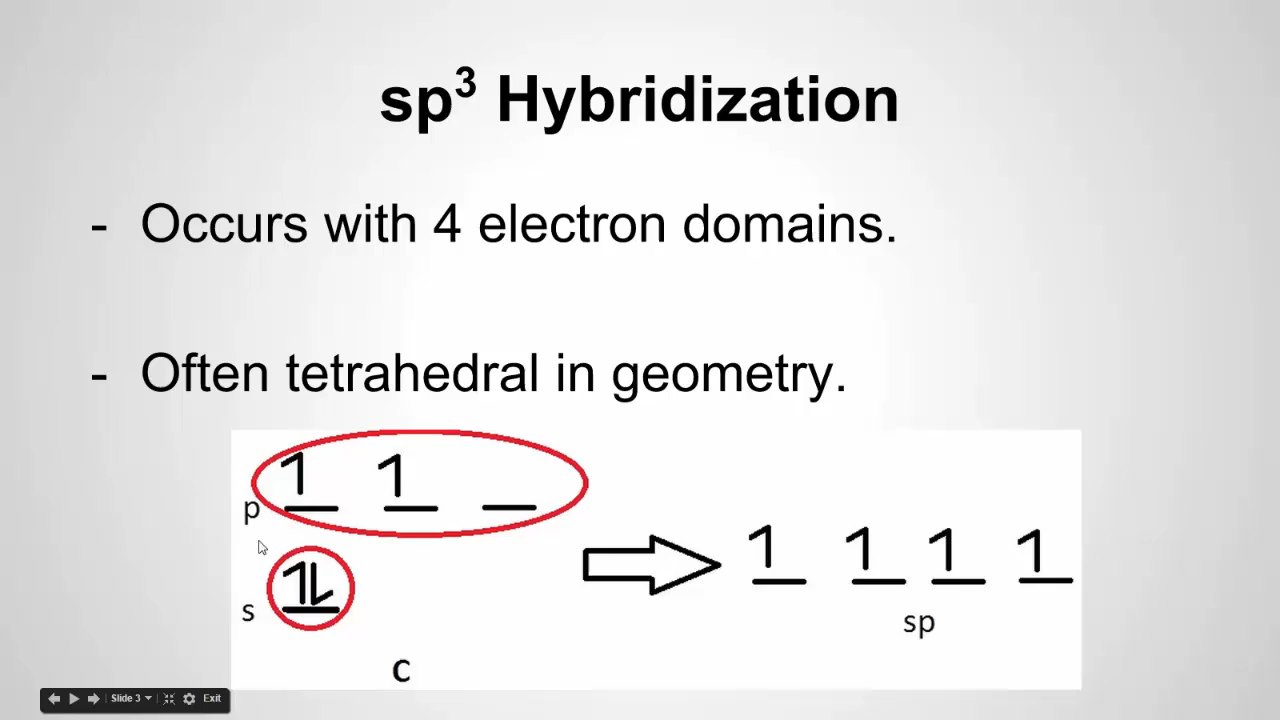 sp³ Hybridization
- Occurs with 4 electron domains.
- Often tetrahedral in geometry.
1 1
p
1 1 1 1
s
sp
C
Slide 3 Exit